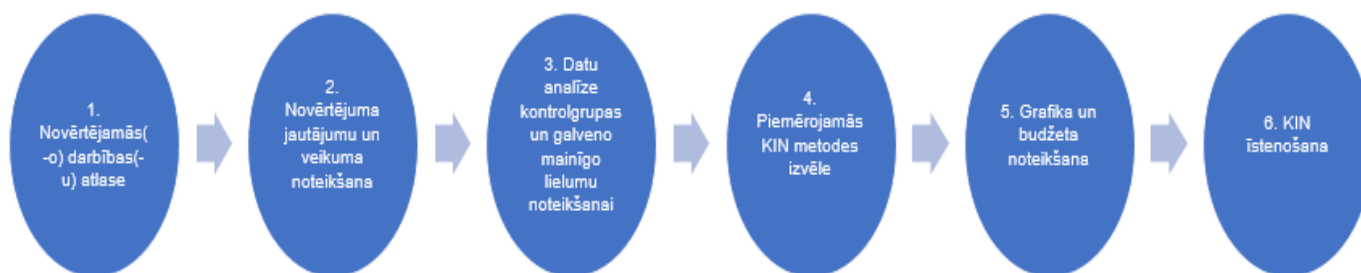 1.
Novērtējamās(
-o) darbības(-
u) atlase
2.
Novērtējuma
jautājumu un
veikuma
noteikšana
3. Datu
analīze
kontrolgrupas
un galveno
mainīgo
lielumu
noteikšanai
4.
Piemērojamās
KIN metodes
izvēle
5. Grafika un
budžeta
noteikšana
6. KIN
īstenošana